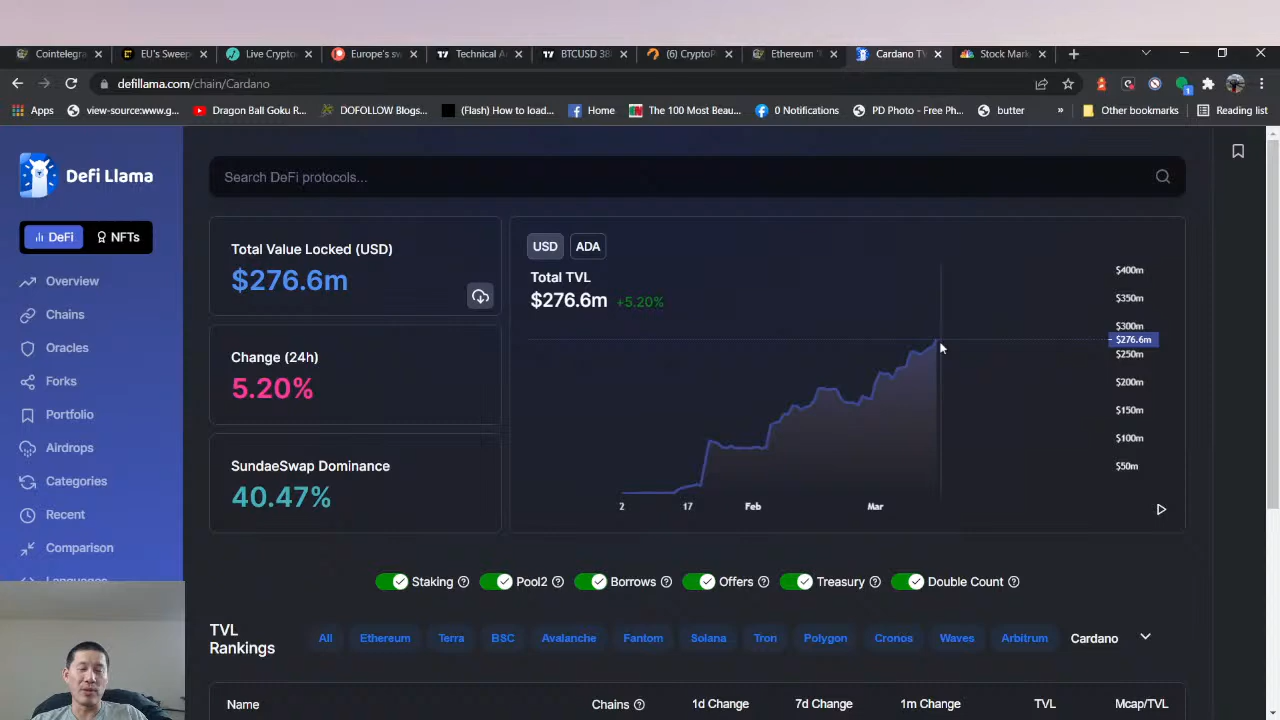 Cointelegra
EU's Sweep
Live Crypto
Europe's sv
Technical A
BTCUSD 38
(6) CryptoP
Ethereum "
Cardano TV
Stock Mark
defillama.com/chain/Cardano
Apps
view-source:www.g...
Dragon Ball Goku R...
DOFOLLOW Blogs...
(Flash) How to load...
Home
The 100 Most Beau...
0 Notifications
PD Photo - Free Ph...
butter
»
Other bookmarks
Reading list
Defi Llama
DeFi
NFTs
Overview
Chains
Oracles
Forks
Portfolio
Airdrops
Categories
Recent
Comparison
Languages
Search DeFi protocols...
Total Value Locked (USD)
$276.6m
Change (24h)
5.20%
SundaeSwap Dominance
40.47%
USD
ADA
Total TVL
$276.6m +5.20%
$400m
$350m
$300m
$276.6m
$250m
$200m
$150m
$100m
$50m
2
17
Feb
Mar
Staking
Pool2
Borrows
Offers
Treasury
Double Count
TVL
Rankings
All
Ethereum
Terra
BSC
Avalanche
Fantom
Solana
Tron
Polygon
Cronos
Waves
Arbitrum
Cardano
Name
Chains
1d Change
7d Change
1m Change
TVL
Mcap/TVL